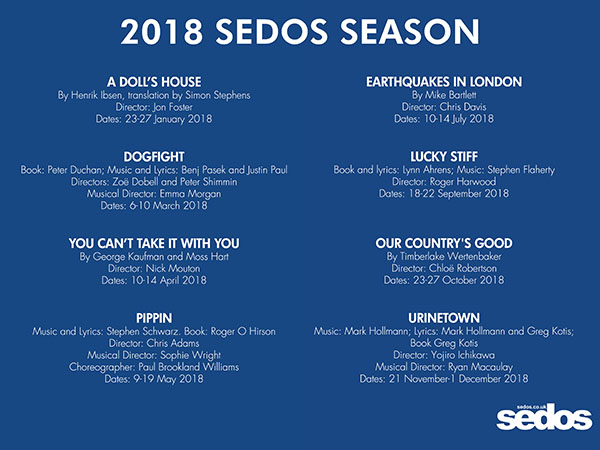 2018 SEDOS SEASON
A DOLL'S HOUSE
By Henrik Ibsen, translation by Simon Stephens
Director: Jon Foster
Dates: 23-27 January 2018
DOGFIGHT
Book: Peter Duchan; Music and Lyrics: Benj Pasek and Justin Paul
Directors: Zoë Dobell and Peter Shimmin
Musical Director: Emma Morgan
Dates: 6-10 March 2018
YOU CAN'T TAKE IT WITH YOU
By George Kaufman and Moss Hart
Director: Nick Mouton
Dates: 10-14 April 2018
PIPPIN
Music and Lyrics: Stephen Schwarz. Book: Roger O Hirson
Director: Chris Adams
Musical Director: Sophie Wright
Choreographer: Paul Brookland Williams
Dates: 9-19 May 2018
EARTHQUAKES IN LONDON
By Mike Bartlett
Director: Chris Davis
Dates: 10-14 July 2018
LUCKY STIFF
Book and lyrics: Lynn Ahrens; Music: Stephen Flaherty
Director: Roger Harwood
Dates: 18-22 September 2018
OUR COUNTRY'S GOOD
By Timberlake Wertenbaker
Director: Chloë Robertson
Dates: 23-27 October 2018
URINETOWN
Music: Mark Hollmann; Lyrics: Mark Hollmann and Greg Kotis;
Book Greg Kotis
Director: Yojiro Ichikawa
Musical Director: Ryan Macaulay
Dates: 21 November-1 December 2018
sedos.co.uk
sedos